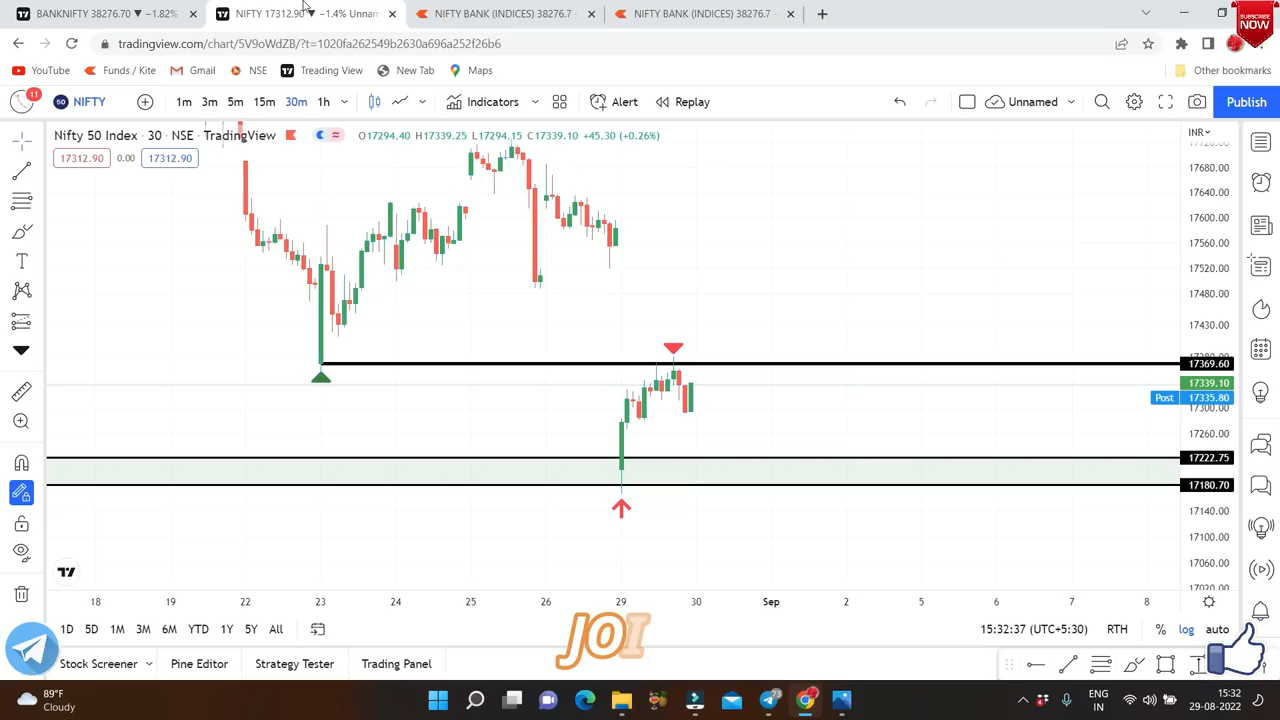 BANKNIFTY 38276.70 ▼ −1.82%
NIFTY 17312.90 ▼ −1.4% Unnam
NIFTY BANK (INDICES) 38276.7 -
NIFTY BANK (INDICES) 38276.7 -
SUBSCRIBE
NOW
tradingview.com/chart/5V9oWdZB/?t=1020fa262549b2630a696a252f26b6
YouTube Funds / Kite Gmail NSE Treading View New Tab Maps Other bookmarks
11 50 NIFTY 1m 3m 5m 15m 30m 1h Indicators Alert Replay Unnamed Publish
Nifty 50 Index · 30 · NSE · TradingView O17294.40 H17339.25 L17294.15 C17339.10 +45.30 (+0.26%)
INR
17312.90 0.00 17312.90
17680.00
17640.00
17600.00
17560.00
17520.00
17480.00
17430.00
17369.60
17339.10
Post 17335.80
17300.00
17260.00
17222.75
17180.70
17140.00
17100.00
17060.00
17020.00
18 19 22 23 24 25 26 29 30 Sep 2 5 6 7 8
1D 5D 1M 3M 6M YTD 1Y 5Y All
15:32:37 (UTC+5:30) RTH % log auto
JOI
Stock Screener Pine Editor Strategy Tester Trading Panel
89°F
Cloudy
73
ENG
IN
15:32
29-08-2022